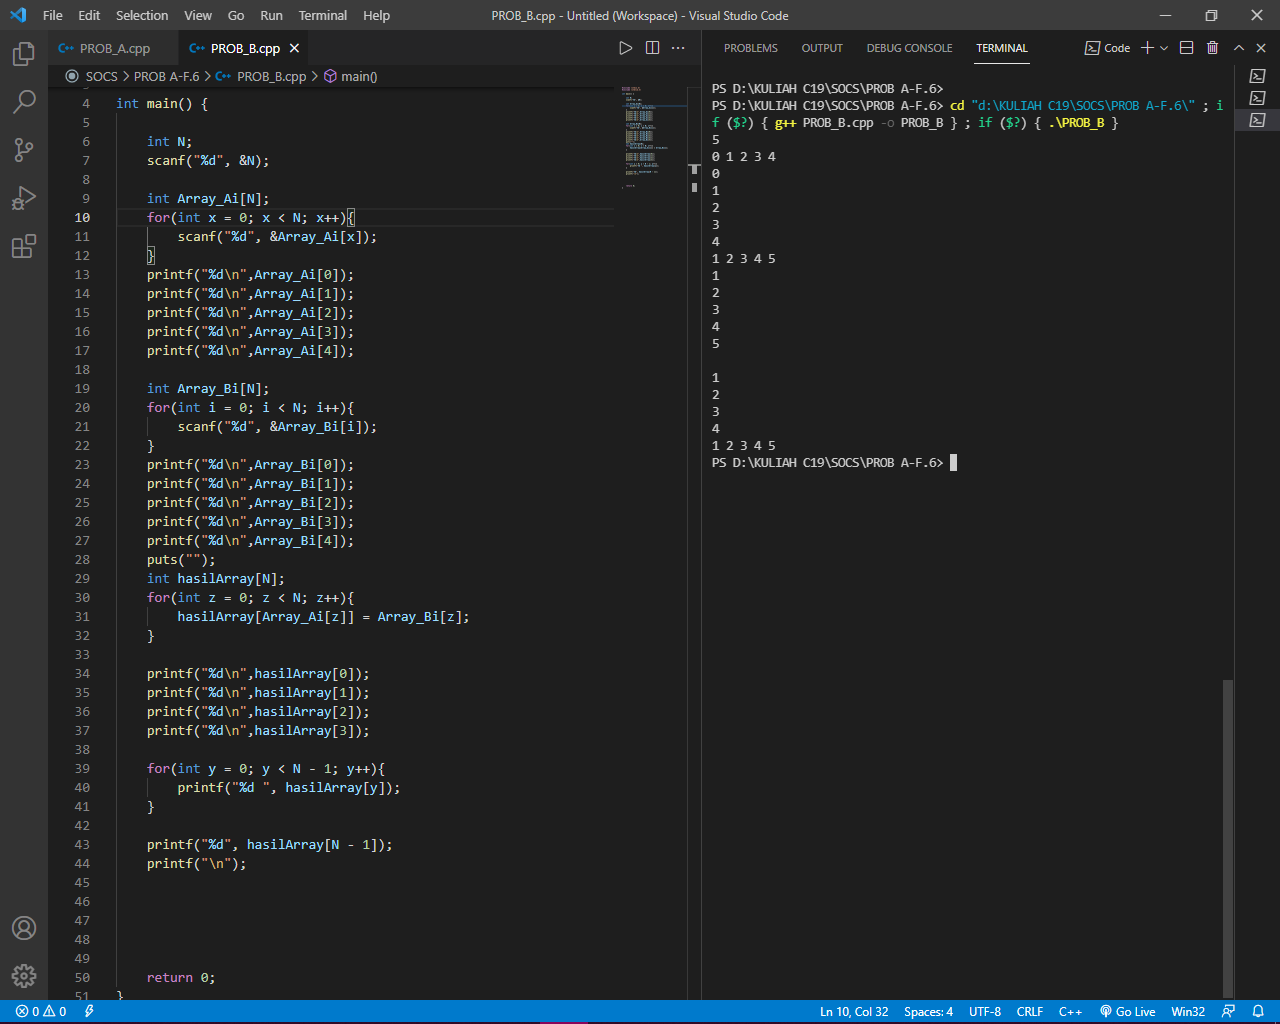 File Edit Selection View Go Run Terminal Help PROB_B.cpp - Untitled (Workspace) - Visual Studio Code
PROB_A.cpp PROB_B.cpp
SOCS > PROB A-F.6 > PROB_B.cpp > main()
4 int main() {
5
6 int N;
7 scanf("%d", &N);
8
9 int Array_Ai[N];
10 for(int x = 0; x < N; x++){
11 scanf("%d", &Array_Ai[x]);
12 }
13 printf("%d\n",Array_Ai[0]);
14 printf("%d\n",Array_Ai[1]);
15 printf("%d\n",Array_Ai[2]);
16 printf("%d\n",Array_Ai[3]);
17 printf("%d\n",Array_Ai[4]);
18
19 int Array_Bi[N];
20 for(int i = 0; i < N; i++){
21 scanf("%d", &Array_Bi[i]);
22 }
23 printf("%d\n",Array_Bi[0]);
24 printf("%d\n",Array_Bi[1]);
25 printf("%d\n",Array_Bi[2]);
26 printf("%d\n",Array_Bi[3]);
27 printf("%d\n",Array_Bi[4]);
28 puts("");
29 int hasilArray[N];
30 for(int z = 0; z < N; z++){
31 hasilArray[Array_Ai[z]] = Array_Bi[z];
32 }
33
34 printf("%d\n",hasilArray[0]);
35 printf("%d\n",hasilArray[1]);
36 printf("%d\n",hasilArray[2]);
37 printf("%d\n",hasilArray[3]);
38
39 for(int y = 0; y < N - 1; y++){
40 printf("%d ", hasilArray[y]);
41 }
42
43 printf("%d", hasilArray[N - 1]);
44 printf("\n");
45
46
47
48
49
50 return 0;
51 }
PROBLEMS OUTPUT DEBUG CONSOLE TERMINAL Code
PS D:\KULIAH C19\SOCS\PROB A-F.6>
PS D:\KULIAH C19\SOCS\PROB A-F.6> cd "d:\KULIAH C19\SOCS\PROB A-F.6\" ; i
f ($?) { g++ PROB_B.cpp -o PROB_B } ; if ($?) { .\PROB_B }
5
0 1 2 3 4
0
1
2
3
4
1 2 3 4 5
1
2
3
4
5
1
2
3
4
1 2 3 4 5
PS D:\KULIAH C19\SOCS\PROB A-F.6>
0 0 Ln 10, Col 32 Spaces: 4 UTF-8 CRLF C++ Go Live Win32